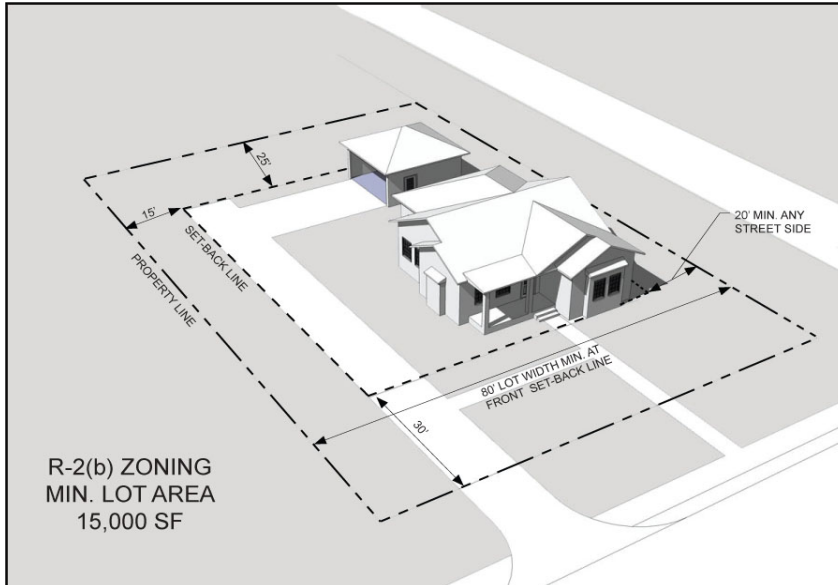 25'
15'
SET-BACK LINE
PROPERTY LINE
20' MIN. ANY
STREET SIDE
80' LOT WIDTH MIN. AT
FRONT SET-BACK LINE
30'
R-2(b) ZONING
MIN. LOT AREA
15,000 SF